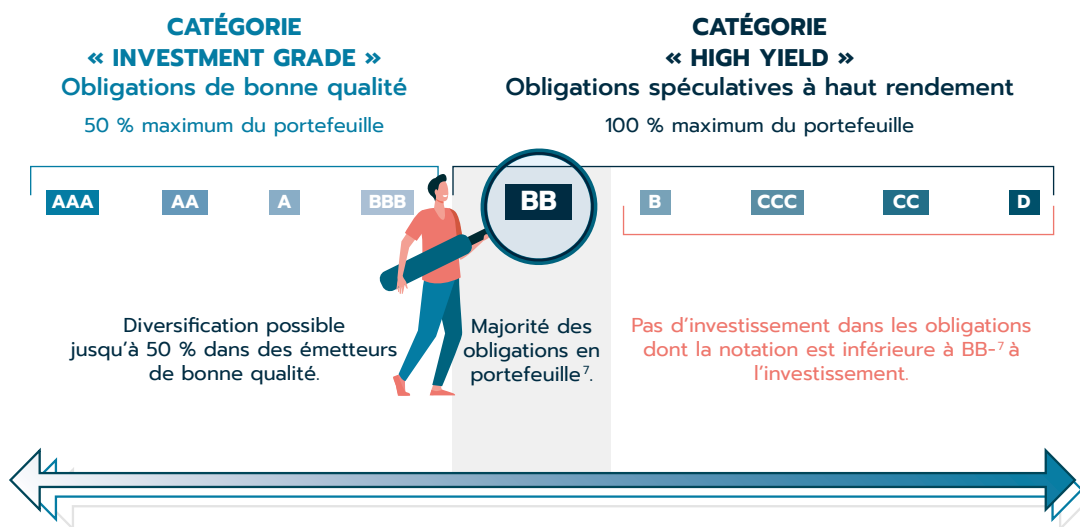 CATÉGORIE
« INVESTMENT GRADE »
Obligations de bonne qualité
50 % maximum du portefeuille
CATÉGORIE
« HIGH YIELD »
Obligations spéculatives à haut rendement
100 % maximum du portefeuille
AAA
AA
A
BBB
BB
B
CCC
CC
D
Diversification possible
jusqu’à 50 % dans des émetteurs
de bonne qualité.
Majorité des
obligations en
portefeuille⁷.
Pas d’investissement dans les obligations
dont la notation est inférieure à BB-⁷ à
l’investissement.